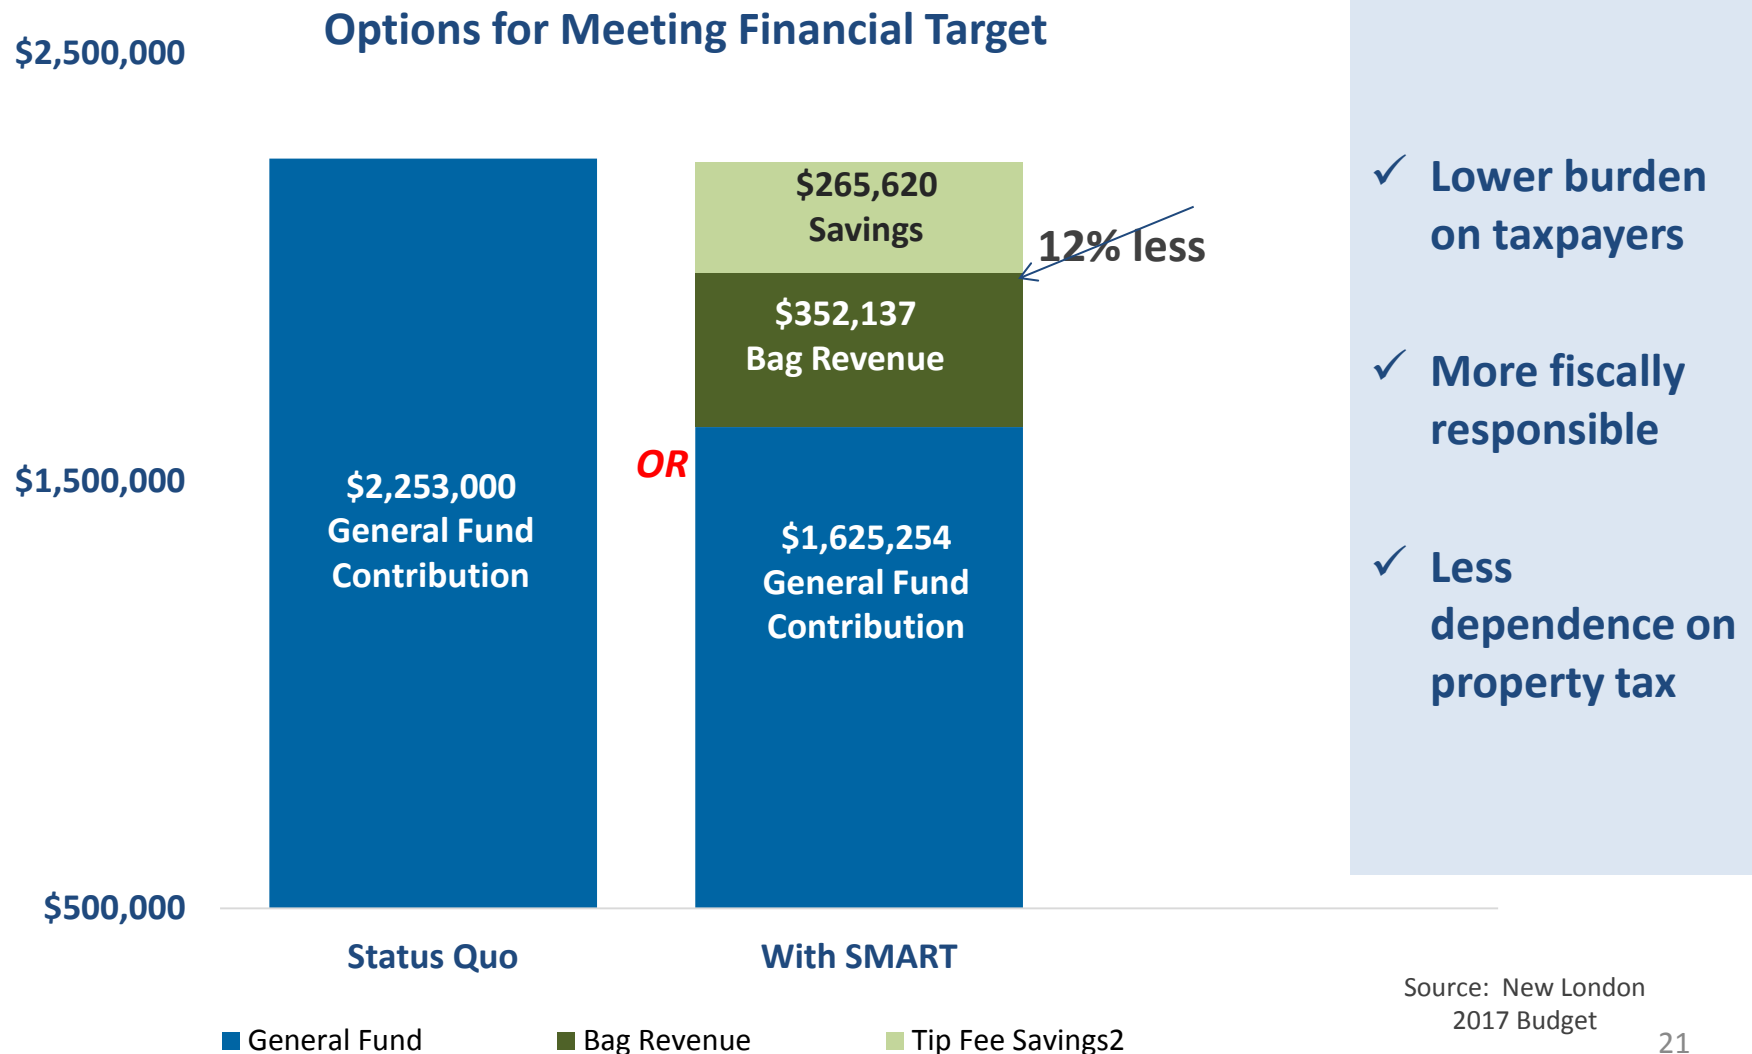 Options for Meeting Financial Target
$2,500,000
$1,500,000
$500,000
$2,253,000
General Fund
Contribution
OR
$265,620
Savings
12% less
$352,137
Bag Revenue
$1,625,254
General Fund
Contribution
Status Quo
With SMART
General Fund
Bag Revenue
Tip Fee Savings2
✓ Lower burden
on taxpayers
✓ More fiscally
responsible
✓ Less
dependence on
property tax
Source: New London
2017 Budget
21